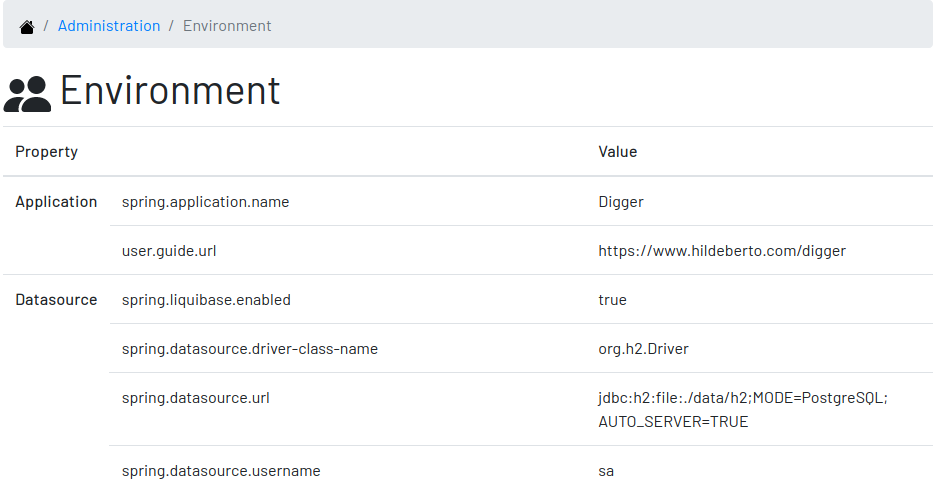 / Administration / Environment
Environment
Property Value
Application spring.application.name Digger
user.guide.url https://www.hildeberto.com/digger
Datasource spring.liquibase.enabled true
spring.datasource.driver-class-name org.h2.Driver
spring.datasource.url jdbc:h2:file:./data/h2;MODE=PostgreSQL;
AUTO_SERVER=TRUE
spring.datasource.username sa